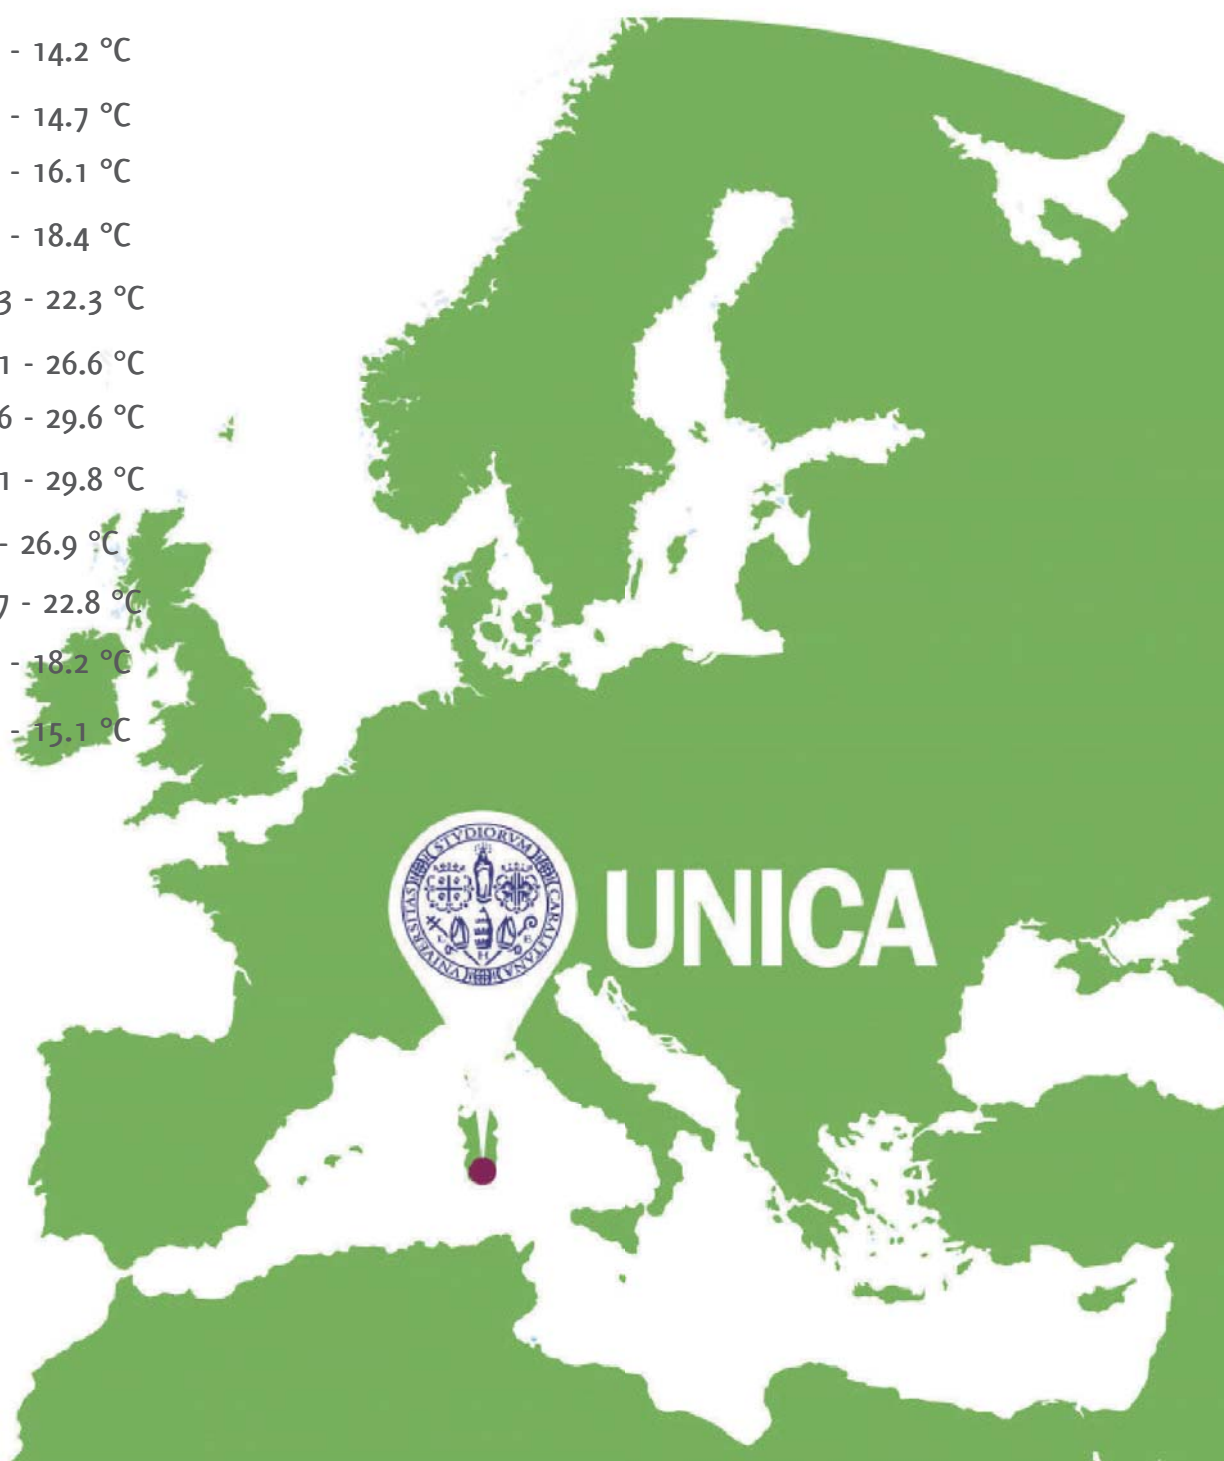 - 14.2 °C
- 14.7 °C
- 16.1 °C
- 18.4 °C
3 - 22.3 °C
1 - 26.6 °C
6 - 29.6 °C
1 - 29.8 °C
- 26.9 °C
7 - 22.8 °C
- 18.2 °C
- 15.1 °C
VNIVERSITAS STVDIORVM CARALITANA
UNICA